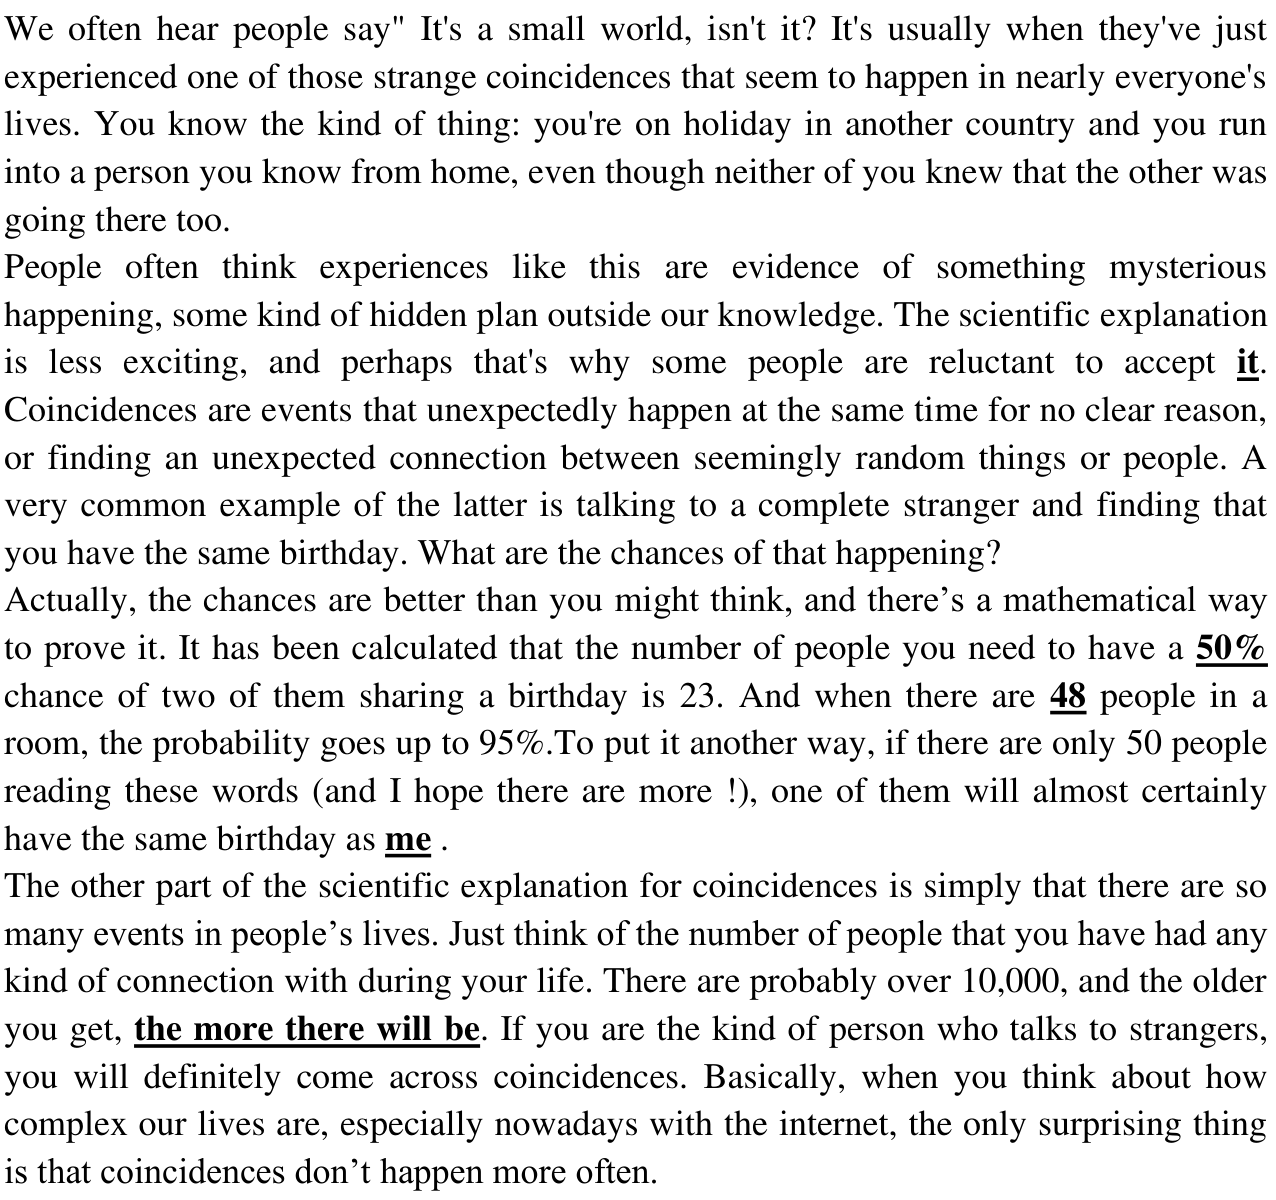 We often hear people say" It's a small world, isn't it? It's usually when they've just
experienced one of those strange coincidences that seem to happen in nearly everyone's
lives. You know the kind of thing: you're on holiday in another country and you run
into a person you know from home, even though neither of you knew that the other was
going there too.
People often think experiences like this are evidence of something mysterious
happening, some kind of hidden plan outside our knowledge. The scientific explanation
is less exciting, and perhaps that's why some people are reluctant to accept it.
Coincidences are events that unexpectedly happen at the same time for no clear reason,
or finding an unexpected connection between seemingly random things or people. A
very common example of the latter is talking to a complete stranger and finding that
you have the same birthday. What are the chances of that happening?
Actually, the chances are better than you might think, and there’s a mathematical way
to prove it. It has been calculated that the number of people you need to have a 50%
chance of two of them sharing a birthday is 23. And when there are 48 people in a
room, the probability goes up to 95%.To put it another way, if there are only 50 people
reading these words (and I hope there are more !), one of them will almost certainly
have the same birthday as me .
The other part of the scientific explanation for coincidences is simply that there are so
many events in people’s lives. Just think of the number of people that you have had any
kind of connection with during your life. There are probably over 10,000, and the older
you get, the more there will be. If you are the kind of person who talks to strangers,
you will definitely come across coincidences. Basically, when you think about how
complex our lives are, especially nowadays with the internet, the only surprising thing
is that coincidences don’t happen more often.